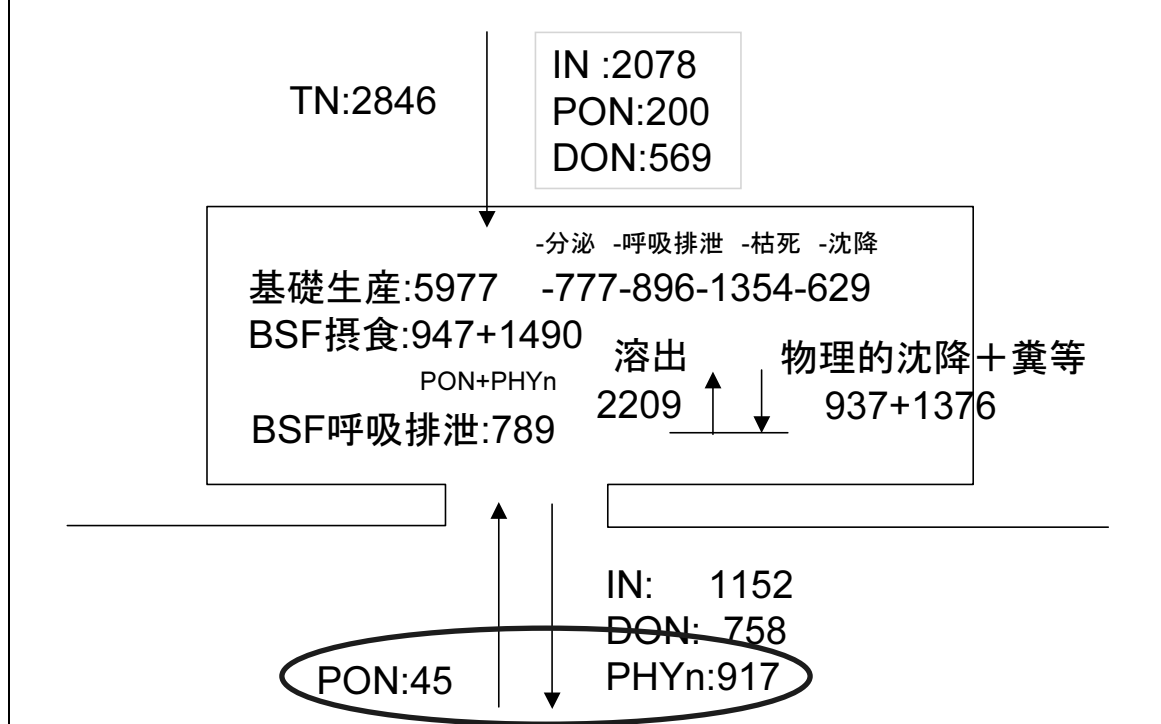 TN:2846
IN :2078
PON:200
DON:569
-分泌 -呼吸排泄 -枯死 -沈降
基礎生産:5977 -777-896-1354-629
BSF摂食:947+1490
PON+PHYn
BSF呼吸排泄:789
溶出
2209
物理的沈降＋糞等
937+1376
IN: 1152
DON: 758
PHYn:917
PON:45